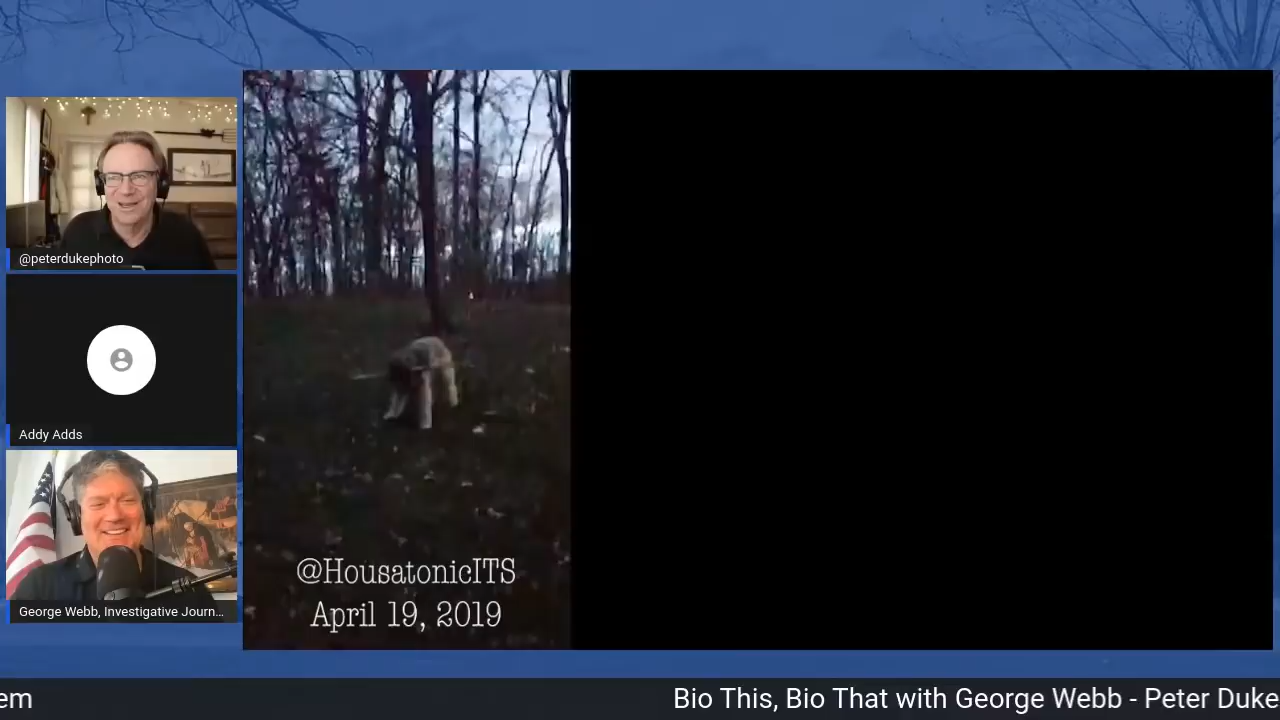 @peterdukephoto
Addy Adds
George Webb, Investigative Journ...
@HousatonicITS
April 19, 2019
em
Bio This, Bio That with George Webb - Peter Duke